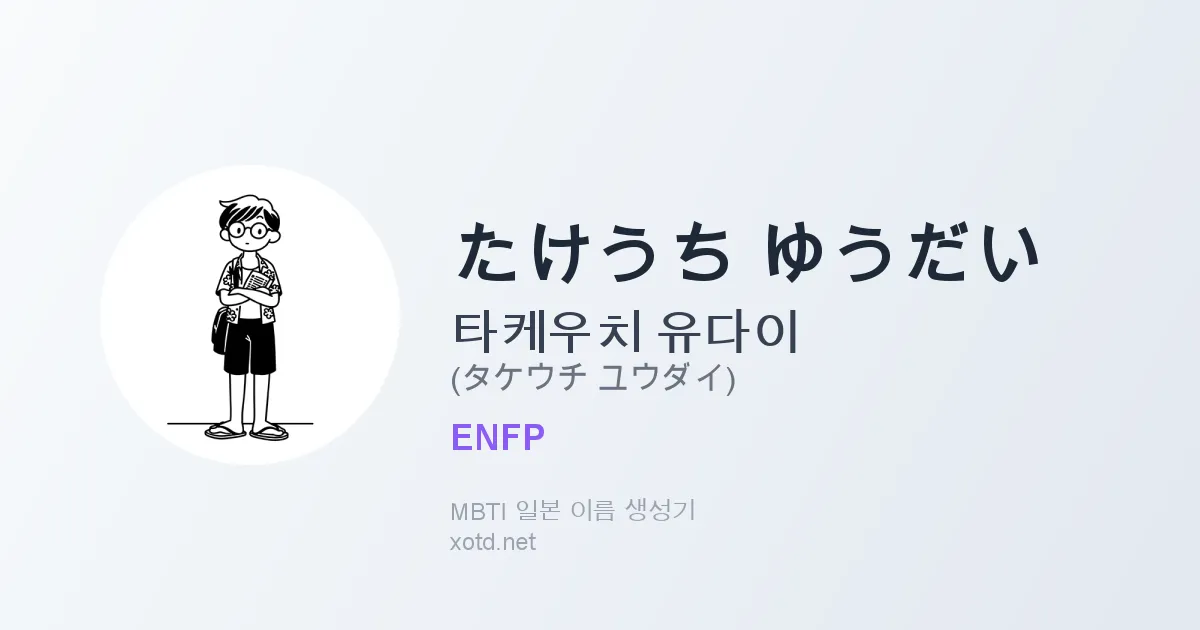 たけうち ゆうだい
타케우치 유다이
(タケウチ ユウダイ)
ENFP
MBTI 일본 이름 생성기
xotd.net